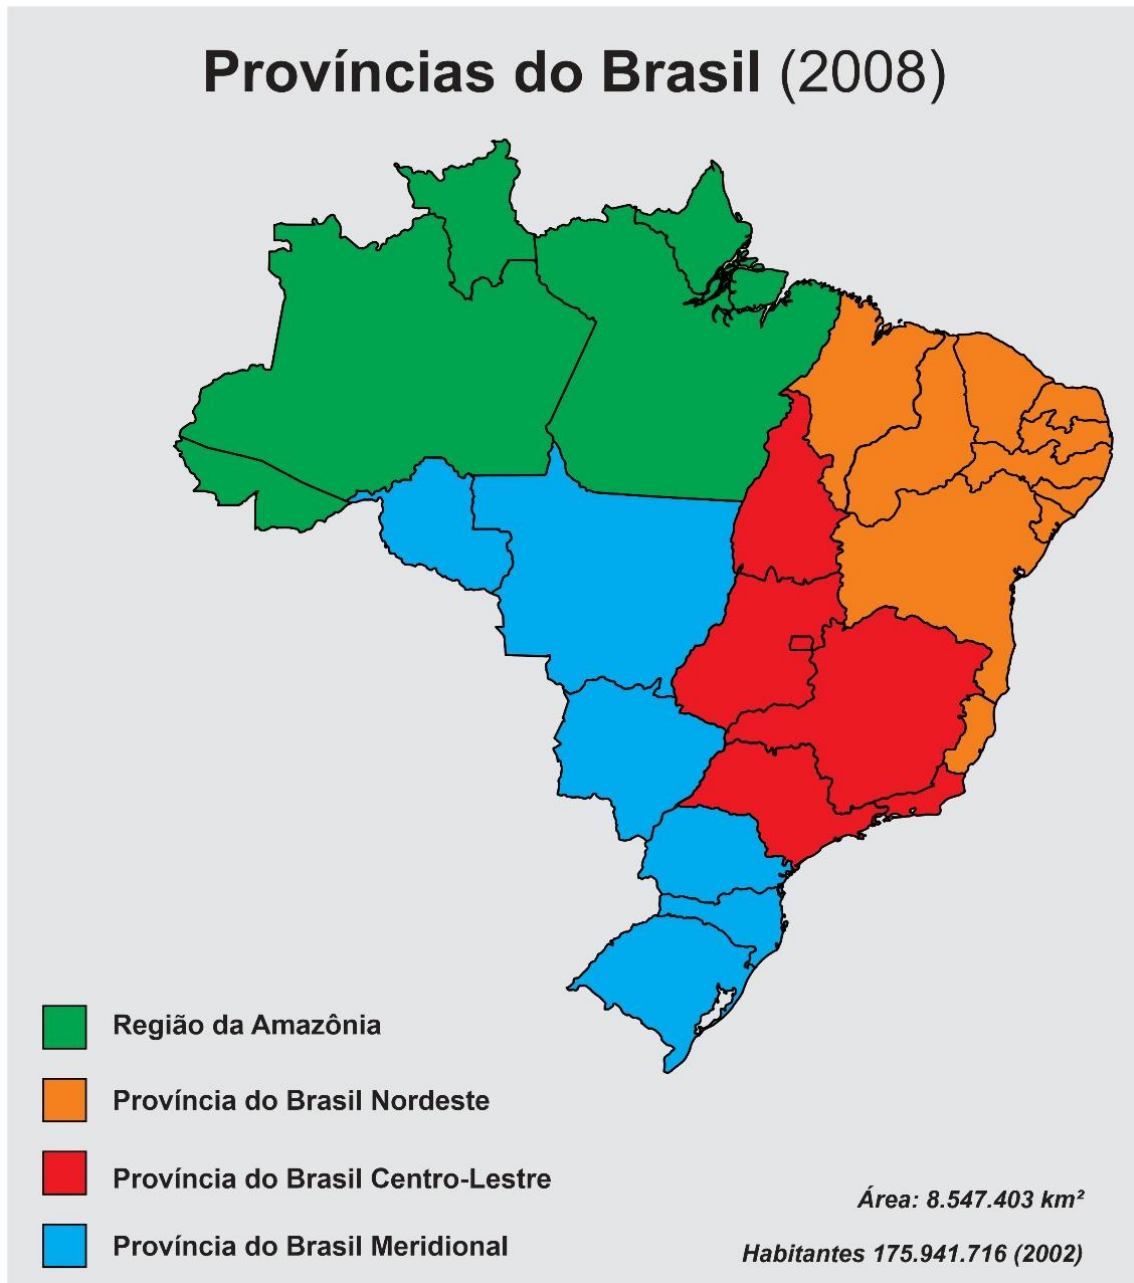 Províncias do Brasil (2008)
Região da Amazônia
Província do Brasil Nordeste
Província do Brasil Centro-Lestre
Província do Brasil Meridional
Área: 8.547.403 km²
Habitantes 175.941.716 (2002)